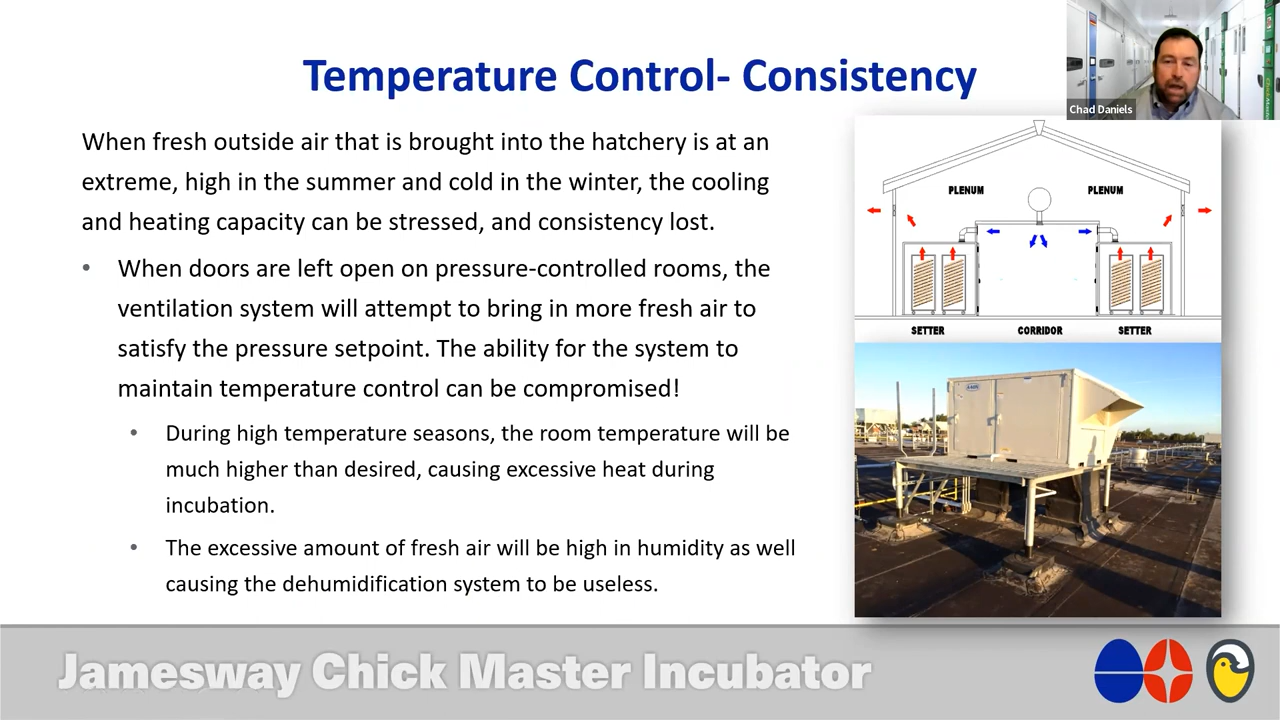 Temperature Control- Consistency
Chad Daniels
When fresh outside air that is brought into the hatchery is at an
extreme, high in the summer and cold in the winter, the cooling
and heating capacity can be stressed, and consistency lost.
• When doors are left open on pressure-controlled rooms, the
ventilation system will attempt to bring in more fresh air to
satisfy the pressure setpoint. The ability for the system to
maintain temperature control can be compromised!
• During high temperature seasons, the room temperature will be
much higher than desired, causing excessive heat during
incubation.
• The excessive amount of fresh air will be high in humidity as well
causing the dehumidification system to be useless.
PLENUM PLENUM
SETTER CORRIDOR SETTER
Jamesway Chick Master Incubator